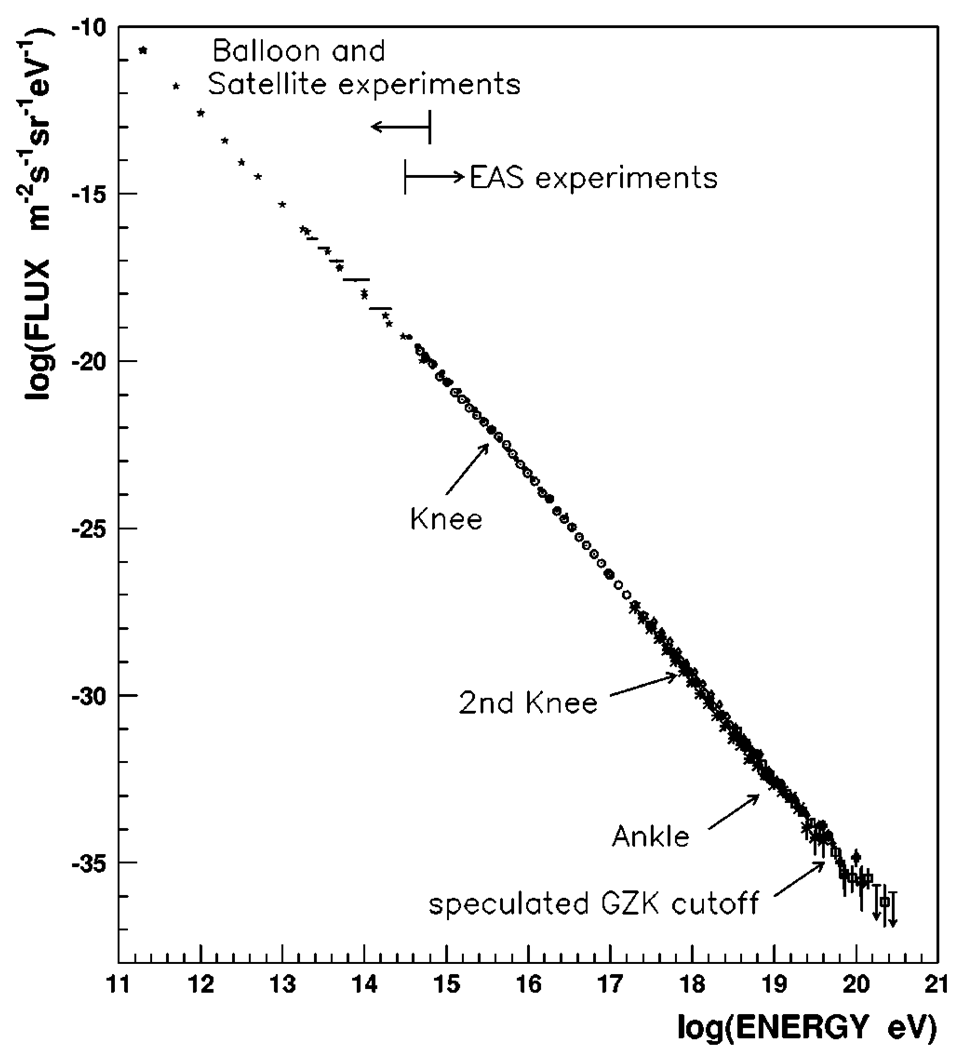 log(FLUX m⁻²s⁻¹sr⁻¹eV⁻¹)
-10
-15
-20
-25
-30
-35
Balloon and
Satellite experiments
EAS experiments
Knee
2nd Knee
Ankle
speculated GZK cutoff
11 12 13 14 15 16 17 18 19 20 21
log(ENERGY eV)